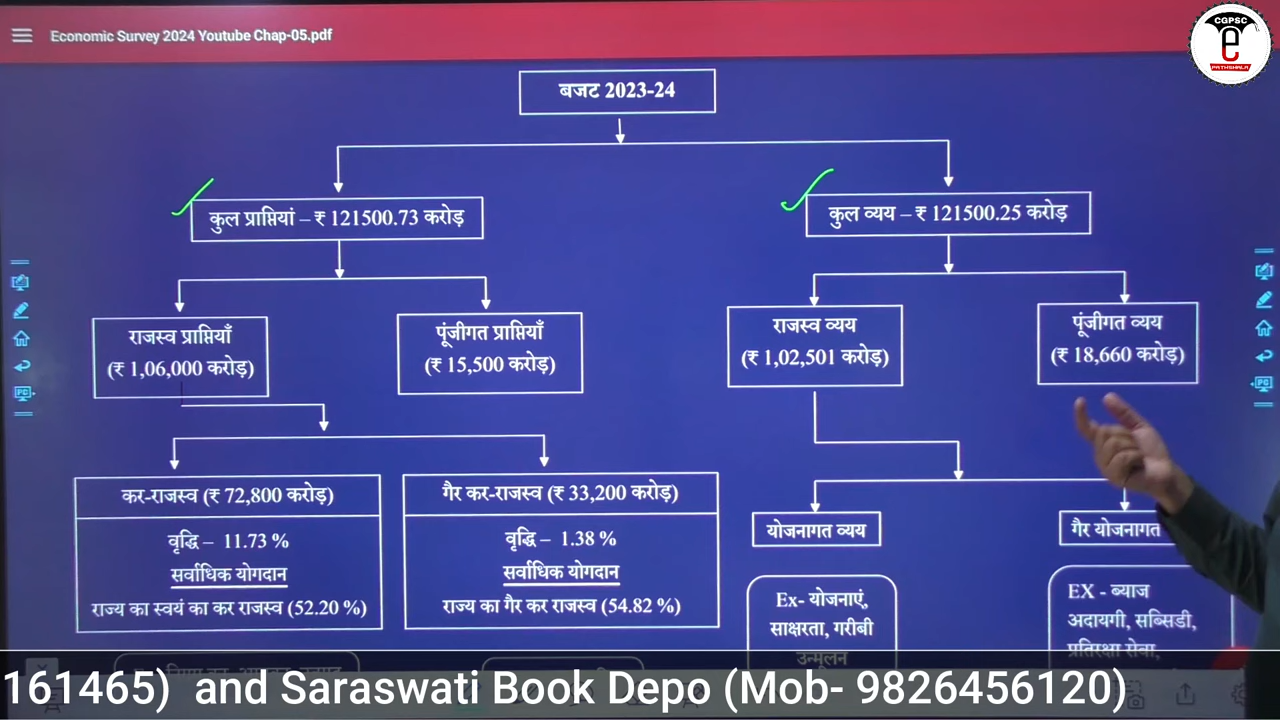 Economic Survey 2024 Youtube Chap-05.pdf
CGPSC
e
PATHSHALA
बजट 2023-24
कुल प्राप्तियां – ₹ 121500.73 करोड़
कुल व्यय – ₹ 121500.25 करोड़
राजस्व प्राप्तियाँ
(₹ 1,06,000 करोड़)
पूंजीगत प्राप्तियाँ
(₹ 15,500 करोड़)
राजस्व व्यय
(₹ 1,02,501 करोड़)
पूंजीगत व्यय
(₹ 18,660 करोड़)
कर-राजस्व (₹ 72,800 करोड़)
वृद्धि – 11.73 %
सर्वाधिक योगदान
राज्य का स्वयं का कर राजस्व (52.20 %)
गैर कर-राजस्व (₹ 33,200 करोड़)
वृद्धि – 1.38 %
सर्वाधिक योगदान
राज्य का गैर कर राजस्व (54.82 %)
योजनागत व्यय
Ex- योजनाएं,
साक्षरता, गरीबी
उन्मूलन
गैर योजनागत
EX - ब्याज
अदायगी, सब्सिडी,
प्रतिरक्षा सेवा,
161465) and Saraswati Book Depo (Mob- 9826456120)